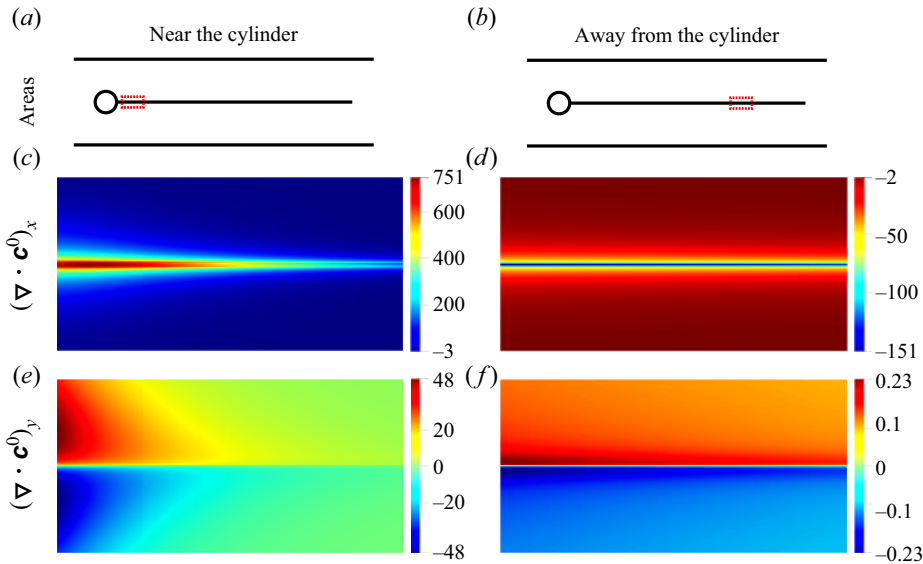 (a)
Near the cylinder
(b)
Away from the cylinder
Areas
(c)
(d)
(∇ · c⁰)ₓ
751
600
400
200
–3
–2
–50
–100
–151
(e)
(f)
(∇ · c⁰)ᵧ
48
20
0
–20
–48
0.23
0.1
0
–0.1
–0.23